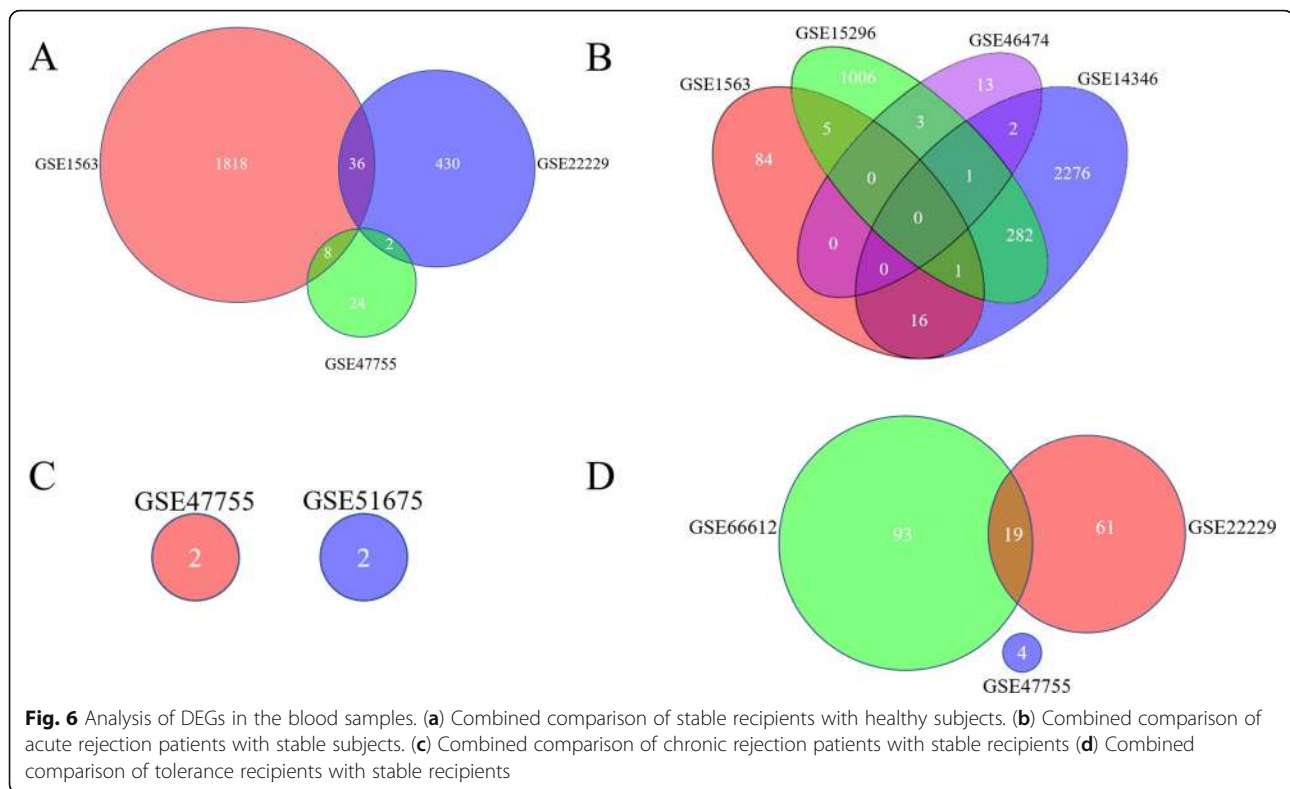 A
GSE1563
1818
36
430
GSE22229
8
2
24
GSE47755
B
GSE15296
GSE46474
GSE1563
GSE14346
1006
13
5
3
2
84
0
1
2276
0
0
0
1
282
16
C
GSE47755
GSE51675
2
2
D
GSE66612
93
19
61
GSE22229
4
GSE47755
Fig. 6 Analysis of DEGs in the blood samples. (a) Combined comparison of stable recipients with healthy subjects. (b) Combined comparison of
acute rejection patients with stable subjects. (c) Combined comparison of chronic rejection patients with stable recipients (d) Combined
comparison of tolerance recipients with stable recipients